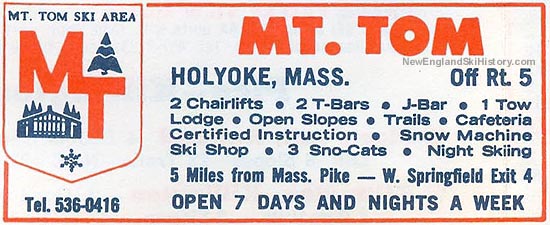 MT. TOM SKI AREA
MT
Tel. 536-0416
MT. TOM
NewEnglandSkiHistory.com
HOLYOKE, MASS. Off Rt. 5
2 Chairlifts • 2 T-Bars • J-Bar • 1 Tow
Lodge • Open Slopes • Trails • Cafeteria
Certified Instruction • Snow Machine
Ski Shop • 3 Sno-Cats • Night Skiing
5 Miles from Mass. Pike — W. Springfield Exit 4
OPEN 7 DAYS AND NIGHTS A WEEK